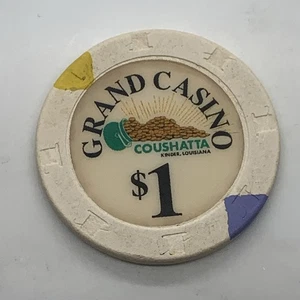 GRAND CASINO
COUSHATTA
KINDER, LOUISIANA
$1